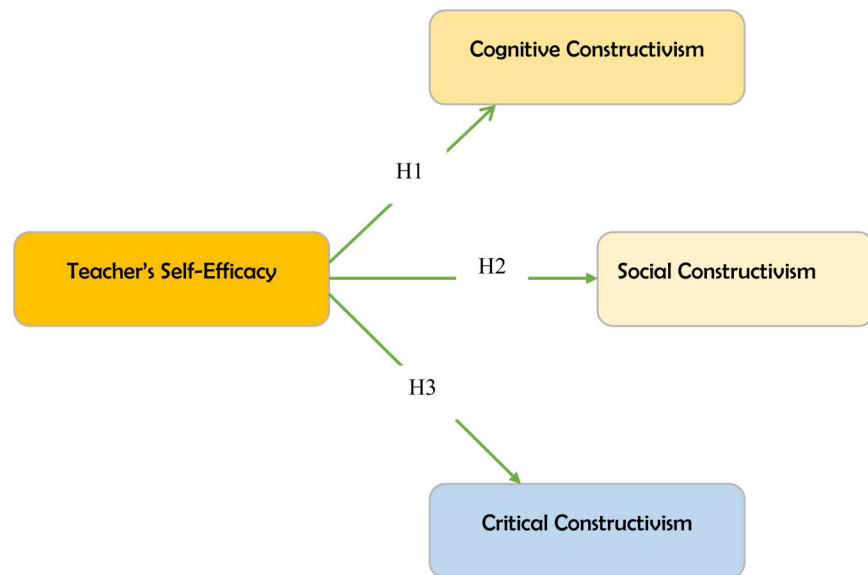 Cognitive Constructivism
H1
Teacher’s Self-Efficacy
H2
Social Constructivism
H3
Critical Constructivism